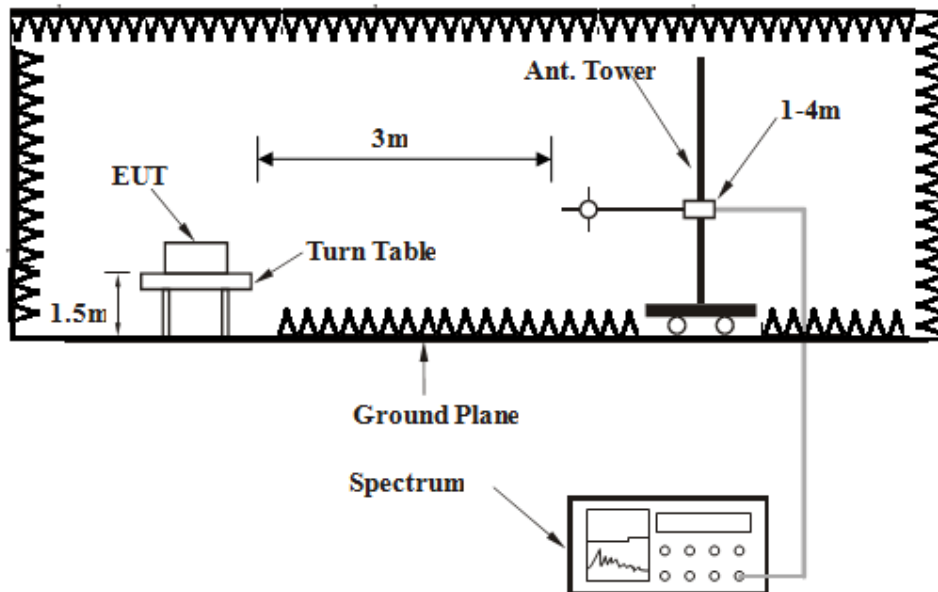 Ant. Tower
1-4m
3m
EUT
Turn Table
1.5m
Ground Plane
Spectrum